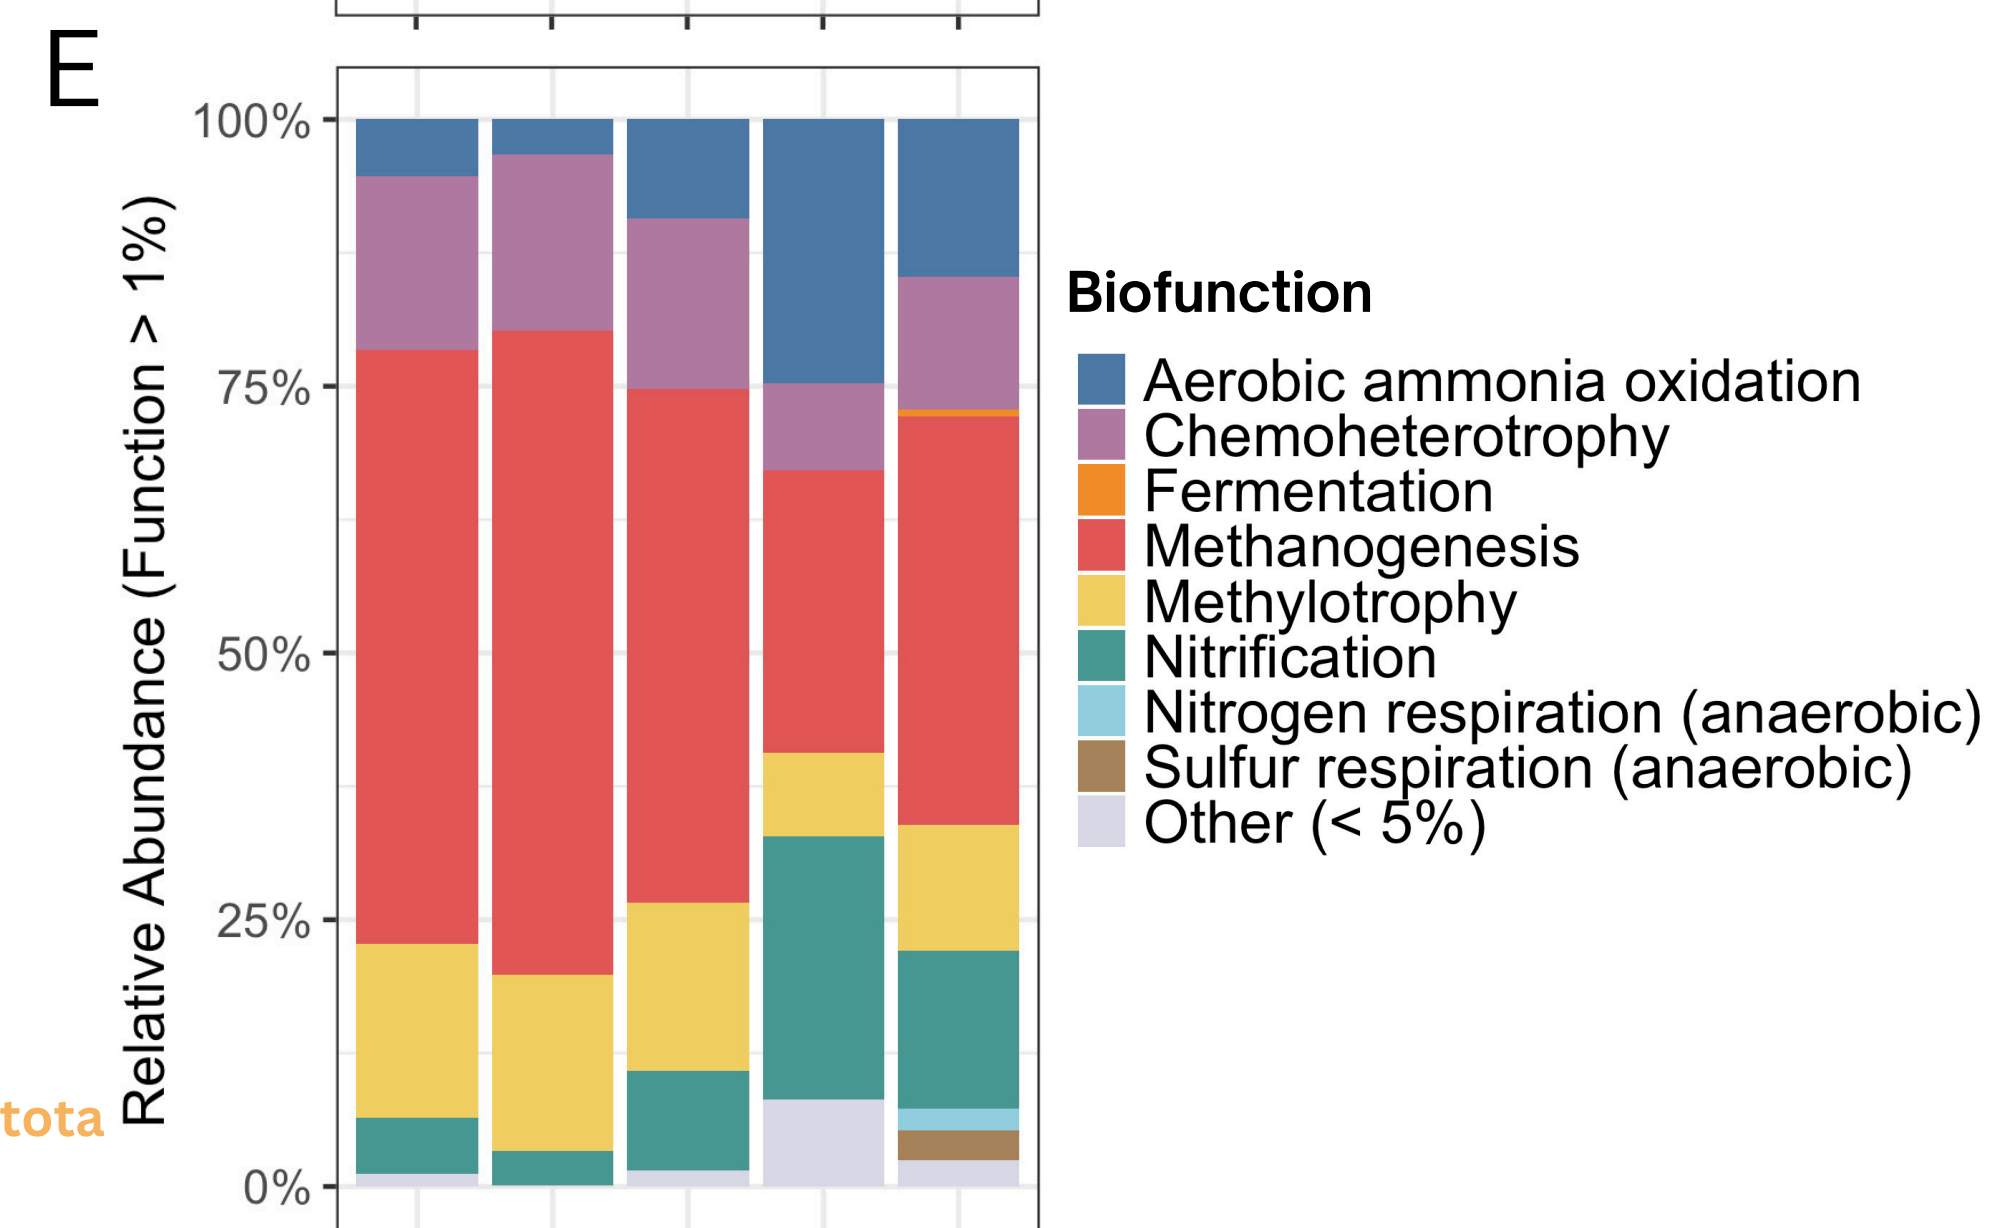 E
100%
75%
50%
25%
0%
Relative Abundance (Function > 1%)
tota
Biofunction
Aerobic ammonia oxidation
Chemoheterotrophy
Fermentation
Methanogenesis
Methylotrophy
Nitrification
Nitrogen respiration (anaerobic)
Sulfur respiration (anaerobic)
Other (< 5%)